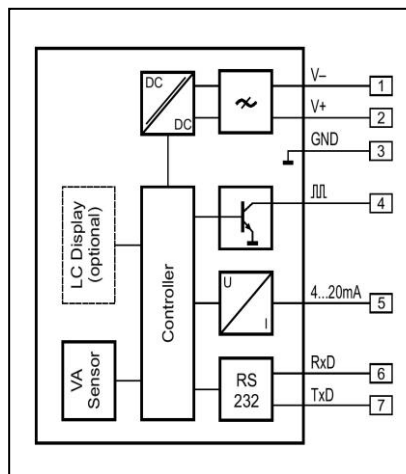 DC
DC
V–
1
V+
2
GND
3
4
4...20mA
5
U
I
RxD
6
TxD
7
RS
232
LC Display
(optional)
Controller
VA
Sensor